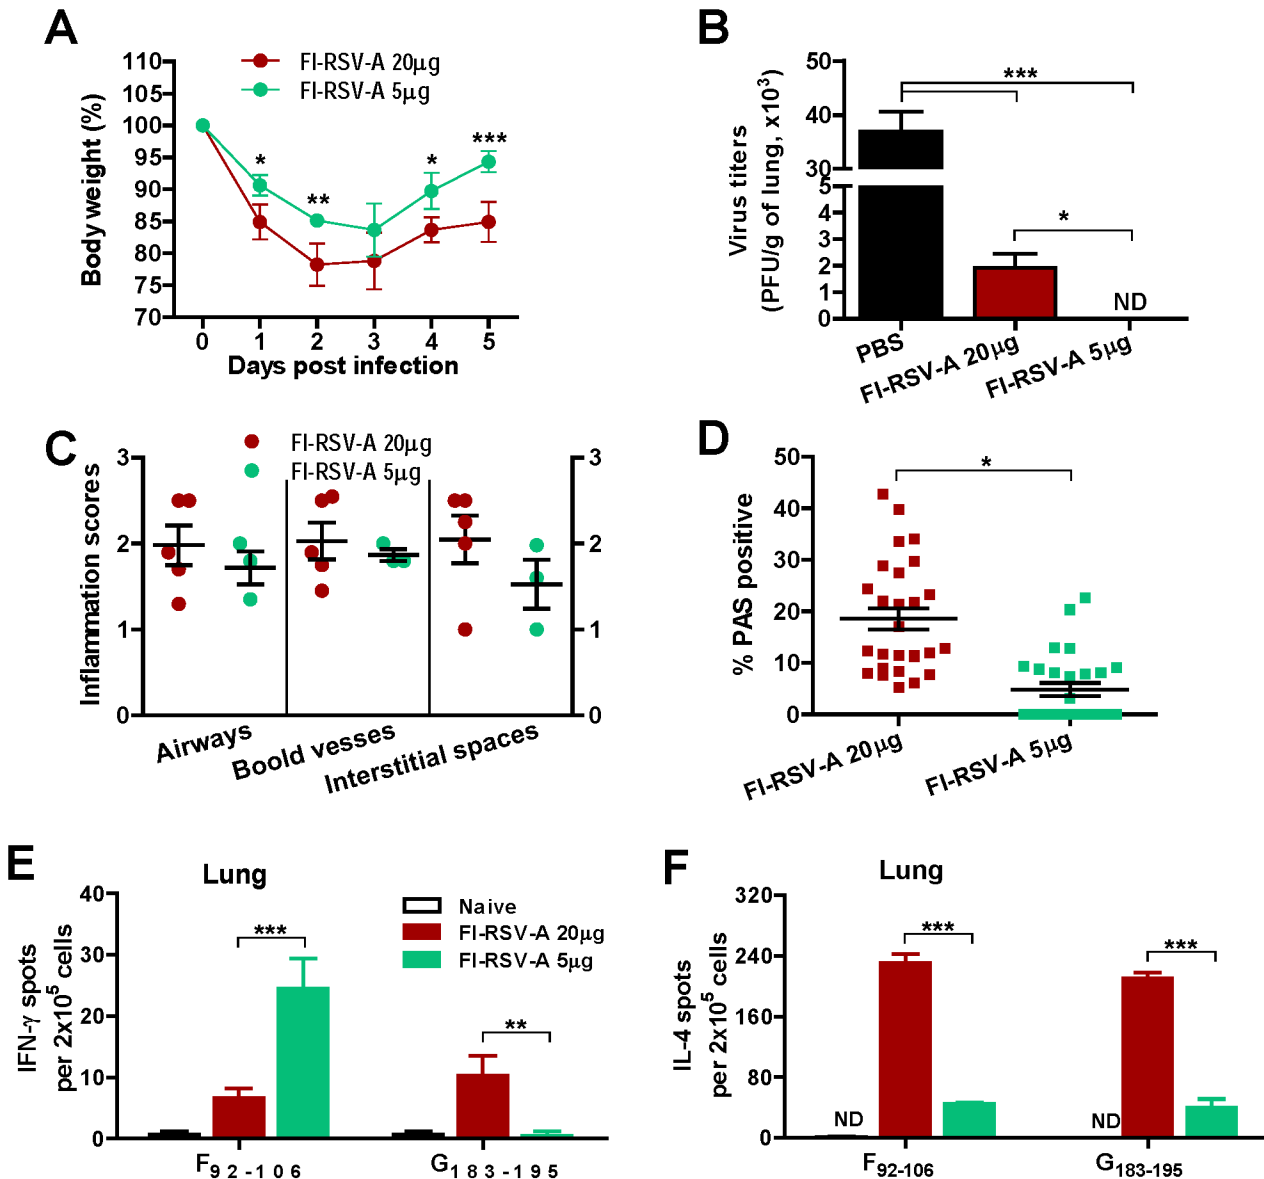 A
FI-RSV-A 20μg
FI-RSV-A 5μg
Body weight (%)
110
105
100
95
90
85
80
75
70
*
**
*
***
0 1 2 3 4 5
Days post infection
B
Virus titers
(PFU/g of lung, x10³)
50
40
30
5
4
3
2
1
0
***
*
ND
PBS
FI-RSV-A 20μg
FI-RSV-A 5μg
C
FI-RSV-A 20μg
FI-RSV-A 5μg
Inflammation scores
3 3
2 2
1 1
0 0
Airways
Boold vesses
Interstitial spaces
D
% PAS positive
50
40
30
20
10
0
*
FI-RSV-A 20μg
FI-RSV-A 5μg
E
Lung
IFN-γ spots
per 2x10⁵ cells
40
30
20
10
0
***
**
Naive
FI-RSV-A 20μg
FI-RSV-A 5μg
F92-106
G183-195
F
Lung
IL-4 spots
per 2x10⁵ cells
320
240
160
80
0
***
***
ND
ND
F92-106
G183-195